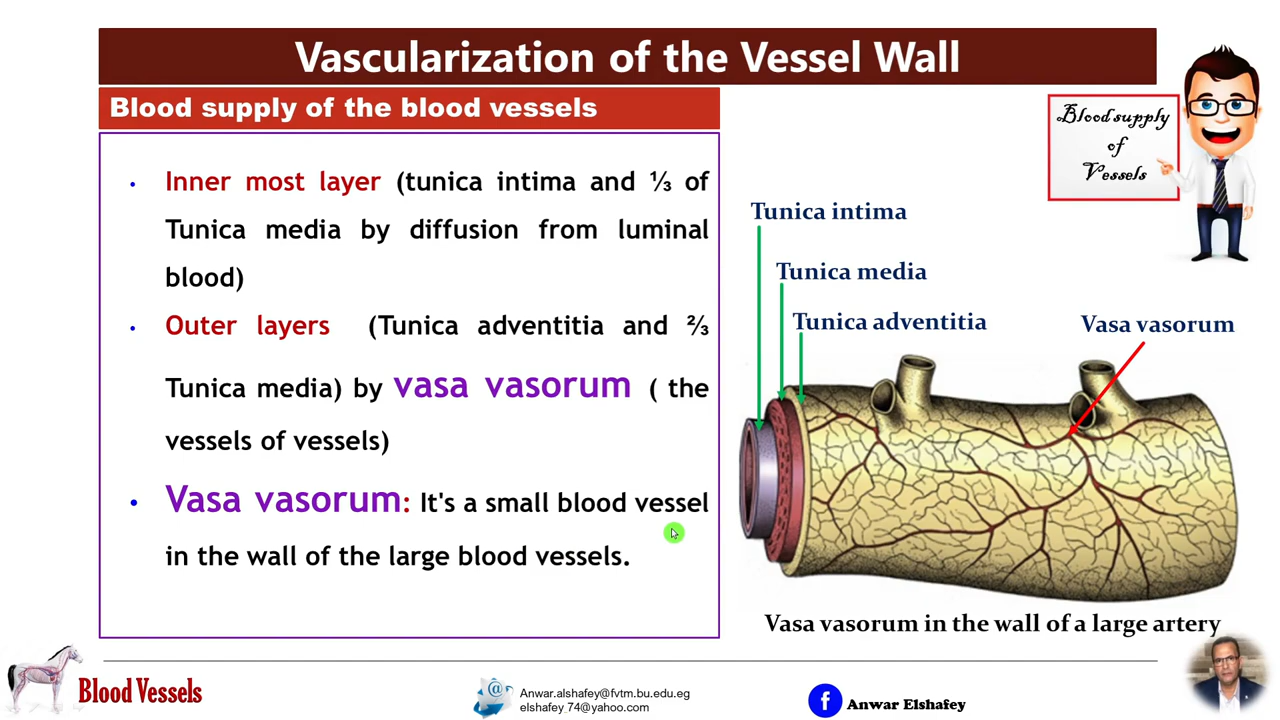 Vascularization of the Vessel Wall
Blood supply of the blood vessels
• Inner most layer (tunica intima and ⅓ of
Tunica media by diffusion from luminal
blood)
• Outer layers (Tunica adventitia and ⅔
Tunica media) by vasa vasorum ( the
vessels of vessels)
• Vasa vasorum: It's a small blood vessel
in the wall of the large blood vessels.
Blood supply
of
Vessels
Tunica intima
Tunica media
Tunica adventitia
Vasa vasorum
Vasa vasorum in the wall of a large artery
Blood Vessels
Anwar.alshafey@fvtm.bu.edu.eg
elshafey_74@yahoo.com
f
Anwar Elshafey